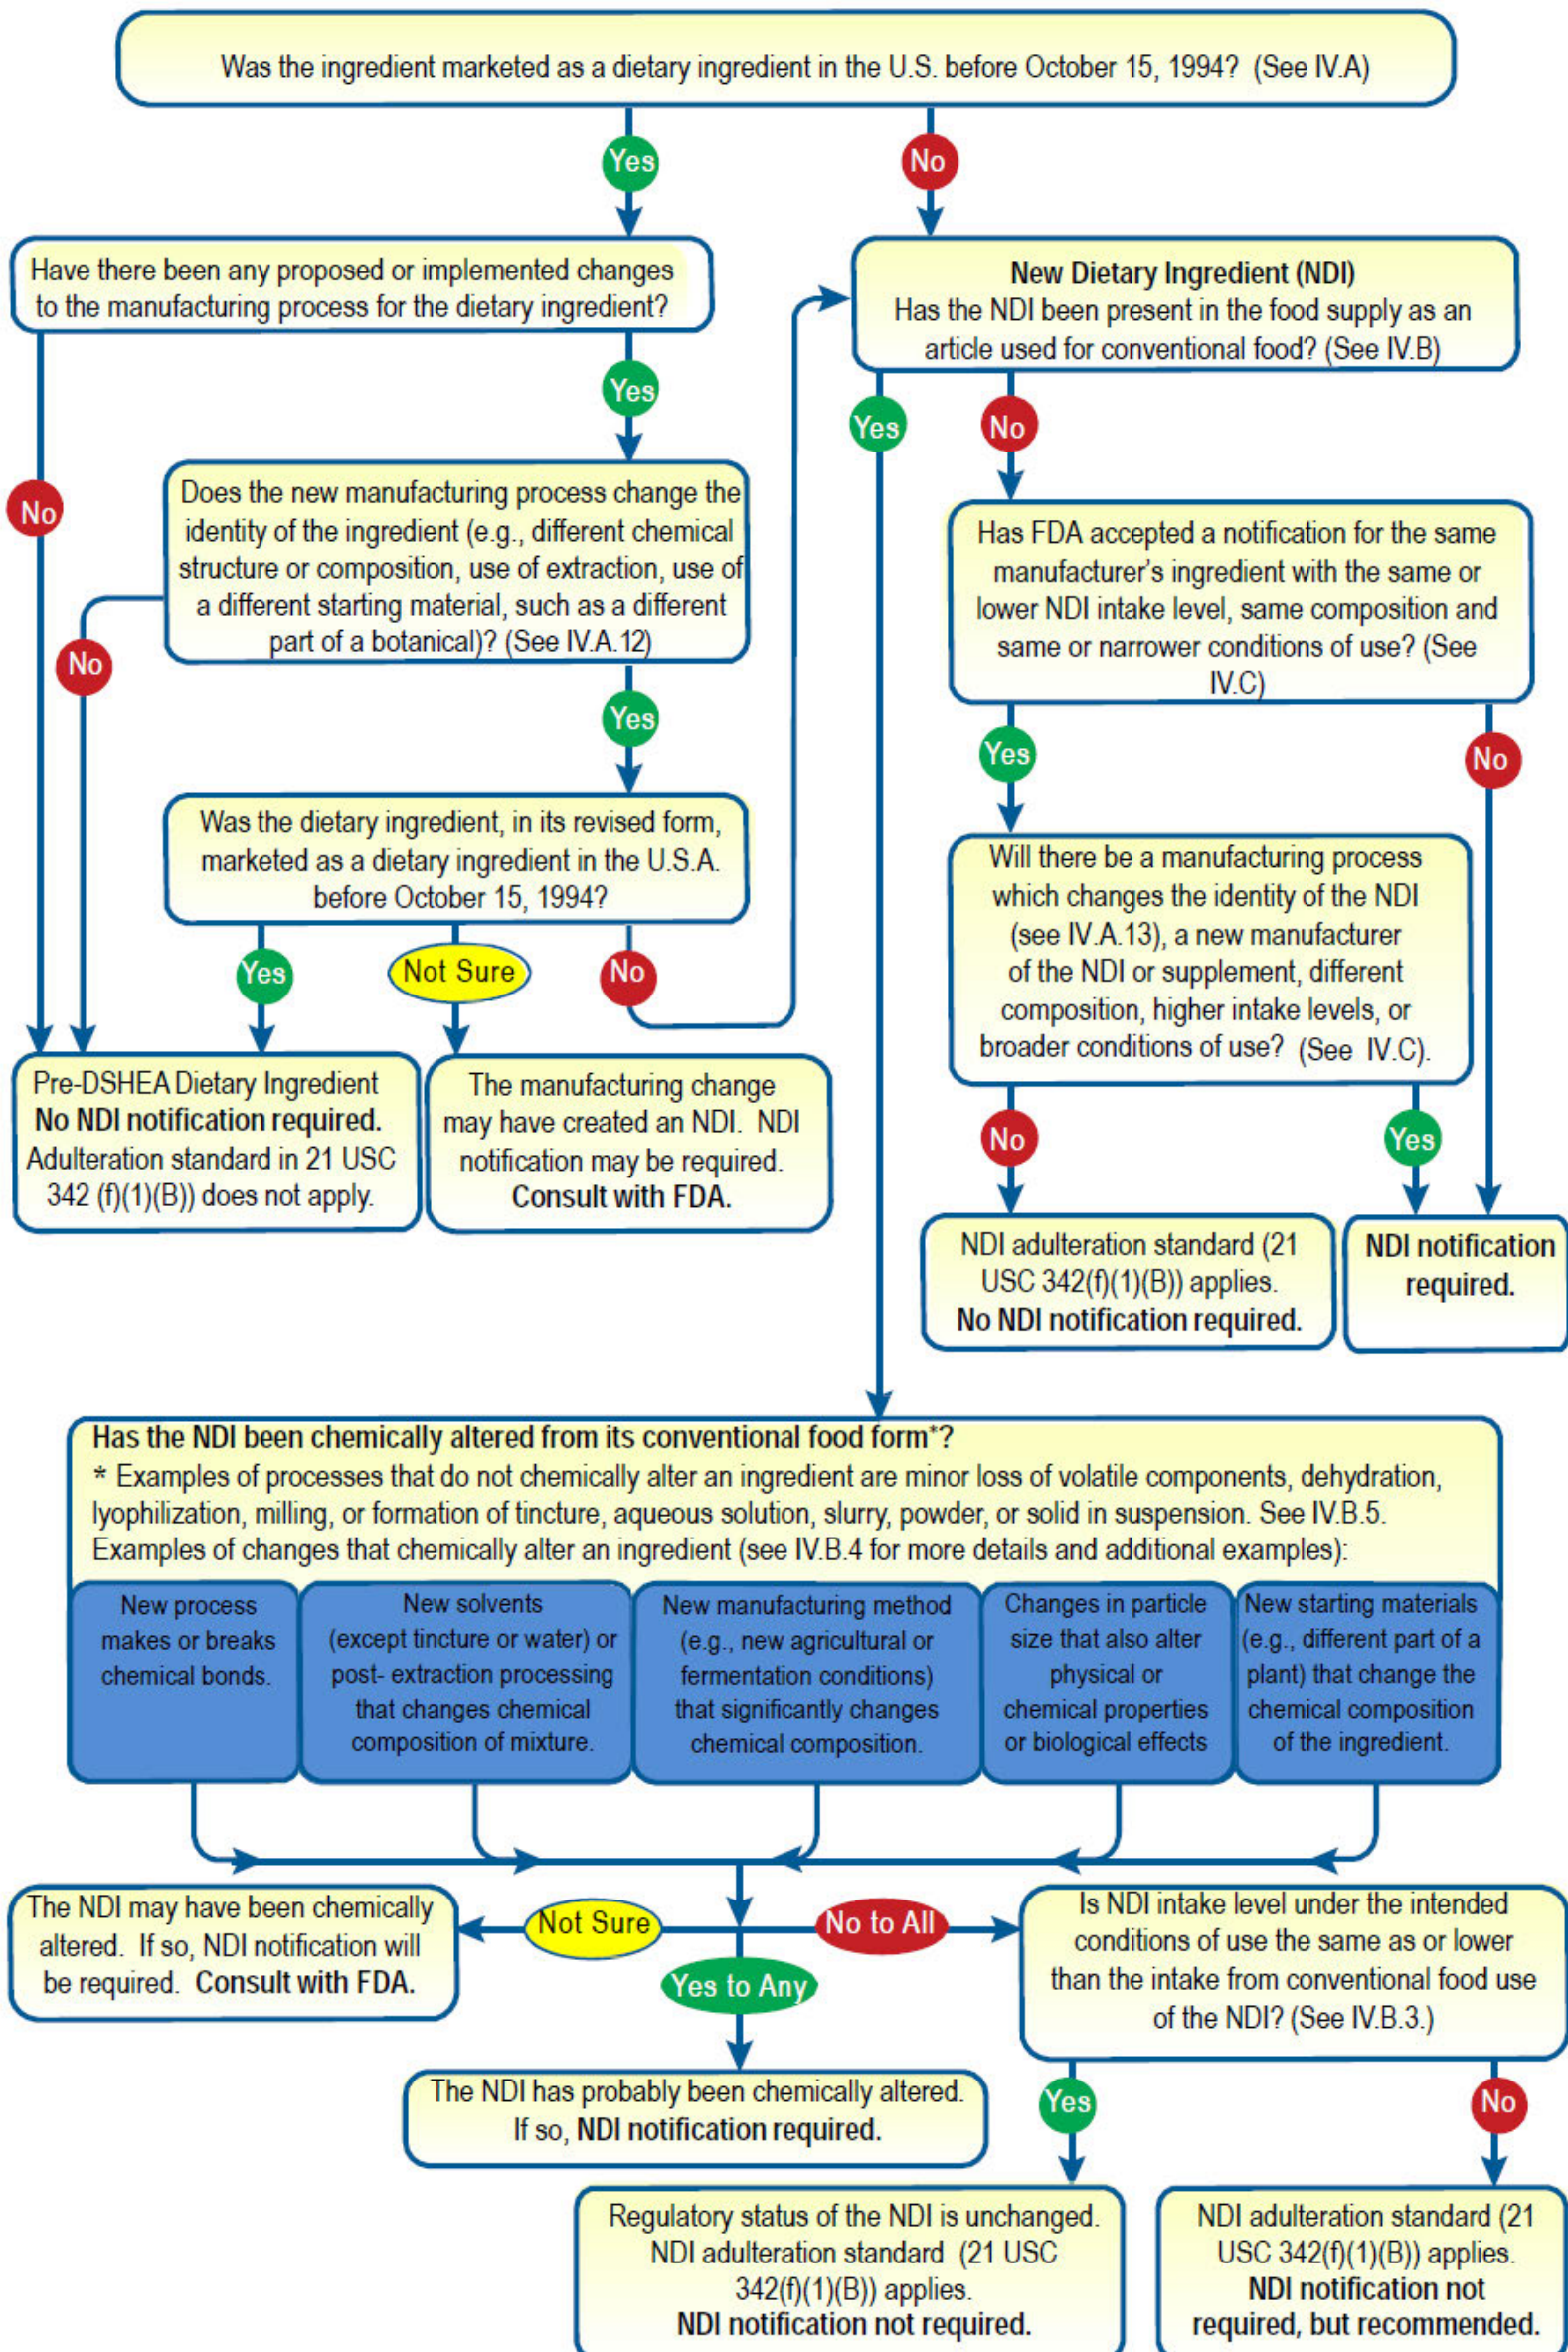 Was the ingredient marketed as a dietary ingredient in the U.S. before October 15, 1994? (See IV.A)
Yes
No
Have there been any proposed or implemented changes
to the manufacturing process for the dietary ingredient?
New Dietary Ingredient (NDI)
Has the NDI been present in the food supply as an
article used for conventional food? (See IV.B)
Yes
Yes
No
No
Does the new manufacturing process change the
identity of the ingredient (e.g., different chemical
structure or composition, use of extraction, use of
a different starting material, such as a different
part of a botanical)? (See IV.A.12)
Has FDA accepted a notification for the same
manufacturer's ingredient with the same or
lower NDI intake level, same composition and
same or narrower conditions of use? (See
IV.C)
No
Yes
Yes
No
Was the dietary ingredient, in its revised form,
marketed as a dietary ingredient in the U.S.A.
before October 15, 1994?
Will there be a manufacturing process
which changes the identity of the NDI
(see IV.A.13), a new manufacturer
of the NDI or supplement, different
composition, higher intake levels, or
broader conditions of use? (See IV.C).
Yes
Not Sure
No
Pre-DSHEA Dietary Ingredient
No NDI notification required.
Adulteration standard in 21 USC
342 (f)(1)(B)) does not apply.
The manufacturing change
may have created an NDI. NDI
notification may be required.
Consult with FDA.
No
Yes
NDI adulteration standard (21
USC 342(f)(1)(B)) applies.
No NDI notification required.
NDI notification
required.
Has the NDI been chemically altered from its conventional food form*?
* Examples of processes that do not chemically alter an ingredient are minor loss of volatile components, dehydration,
lyophilization, milling, or formation of tincture, aqueous solution, slurry, powder, or solid in suspension. See IV.B.5.
Examples of changes that chemically alter an ingredient (see IV.B.4 for more details and additional examples):
New process
makes or breaks
chemical bonds.
New solvents
(except tincture or water) or
post- extraction processing
that changes chemical
composition of mixture.
New manufacturing method
(e.g., new agricultural or
fermentation conditions)
that significantly changes
chemical composition.
Changes in particle
size that also alter
physical or
chemical properties
or biological effects
New starting materials
(e.g., different part of a
plant) that change the
chemical composition
of the ingredient.
The NDI may have been chemically
altered. If so, NDI notification will
be required. Consult with FDA.
Not Sure
No to All
Yes to Any
Is NDI intake level under the intended
conditions of use the same as or lower
than the intake from conventional food use
of the NDI? (See IV.B.3.)
The NDI has probably been chemically altered.
If so, NDI notification required.
Yes
No
Regulatory status of the NDI is unchanged.
NDI adulteration standard (21 USC
342(f)(1)(B)) applies.
NDI notification not required.
NDI adulteration standard (21
USC 342(f)(1)(B)) applies.
NDI notification not
required, but recommended.